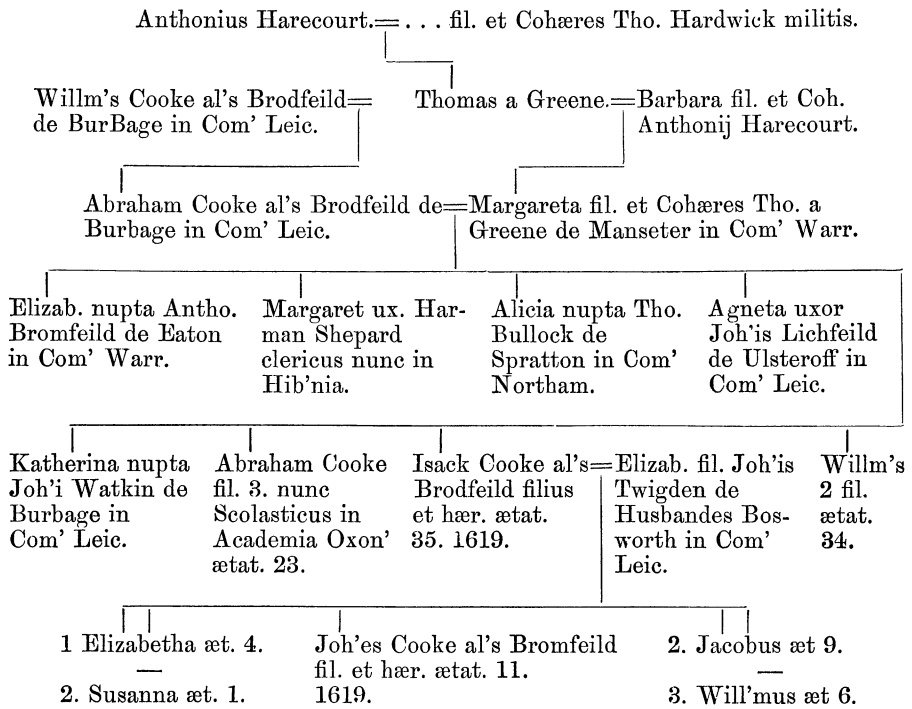 Anthonius Harecourt.=. . . fil. et Cohæres Tho. Hardwick militis.
Willm's Cooke al's Brodfeild=
de BurBage in Com' Leic.
Thomas a Greene.=Barbara fil. et Coh.
Anthonij Harecourt.
Abraham Cooke al's Brodfeild de=Margareta fil. et Cohæres Tho. a
Burbage in Com' Leic.
Greene de Manseter in Com' Warr.
Elizab. nupta Antho.
Bromfeild de Eaton
in Com' Warr.
Margaret ux. Har-
man Shepard
clericus nunc in
Hib'nia.
Alicia nupta Tho.
Bullock de
Spratton in Com'
Northam.
Agneta uxor
Joh'is Lichfeild
de Ulsteroff in
Com' Leic.
Katherina nupta
Joh'i Watkin de
Burbage in
Com' Leic.
Abraham Cooke
fil. 3. nunc
Scolasticus in
Academia Oxon'
ætat. 23.
Isack Cooke al's=
Brodfeild filius
et hær. ætat.
35. 1619.
Elizab. fil. Joh'is
Twigden de
Husbandes Bos-
worth in Com'
Leic.
Willm's
2 fil.
ætat.
34.
1 Elizabetha æt. 4.
—
2. Susanna æt. 1.
Joh'es Cooke al's Bromfeild
fil. et hær. ætat. 11.
1619.
2. Jacobus æt 9.
—
3. Will'mus æt 6.